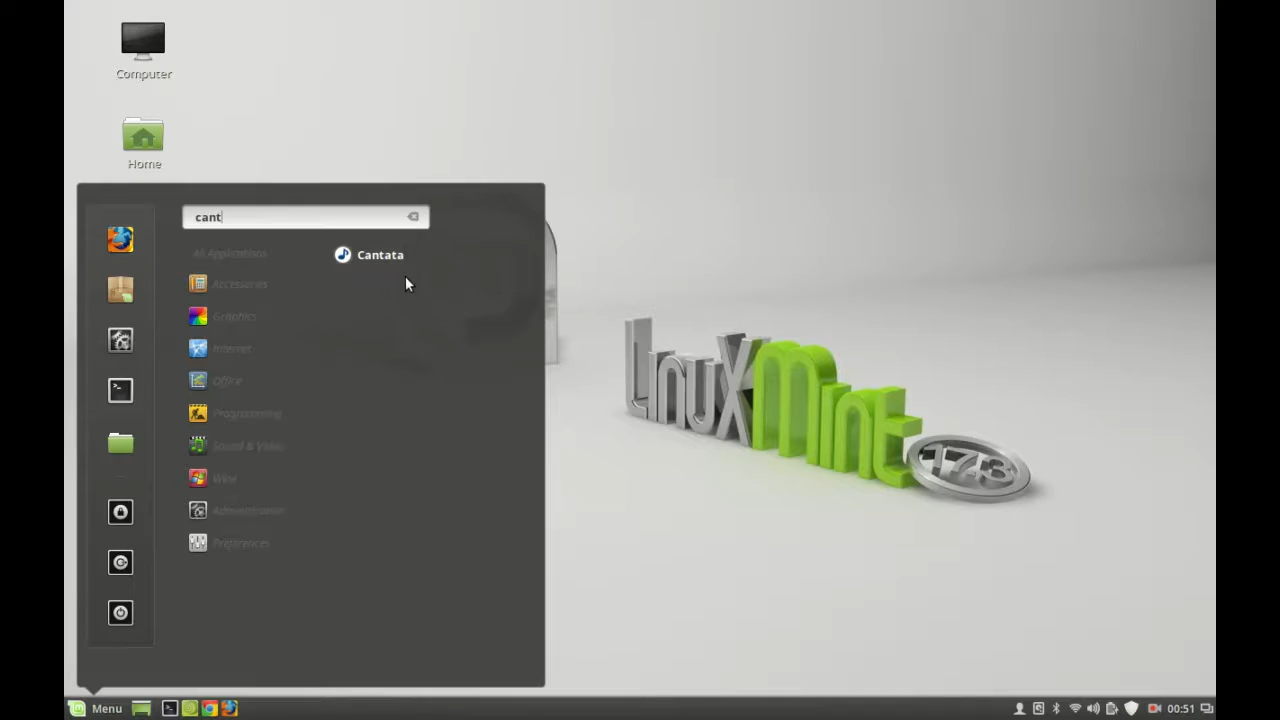 Computer
Home
cant
All Applications
Cantata
Accessories
Graphics
Internet
Office
Programming
Sound & Video
Wine
Administration
Preferences
LinuxMint
17.3
Menu
00:51